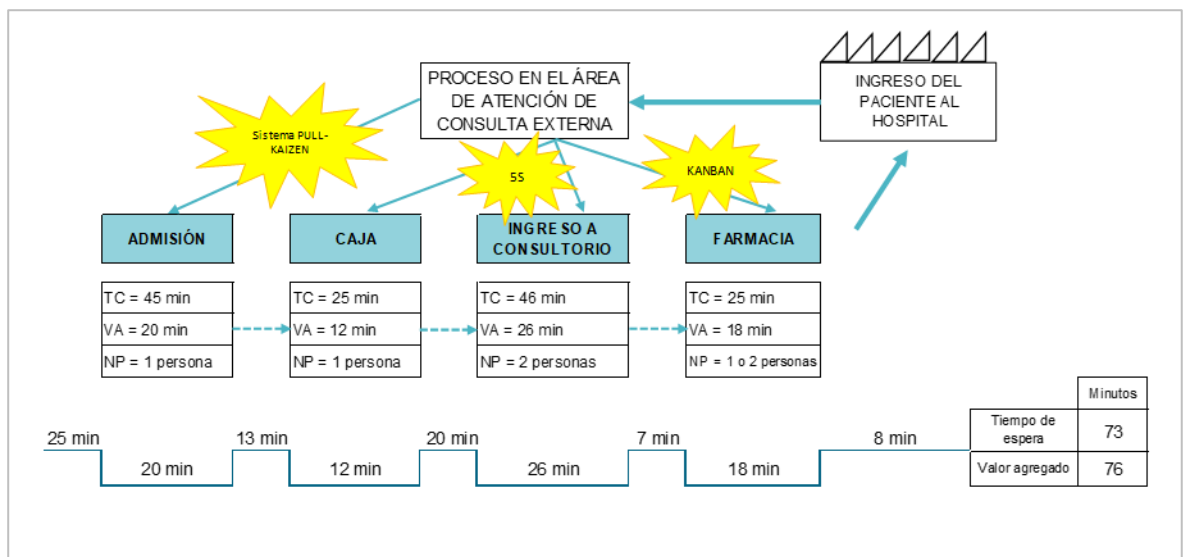 PROCESO EN EL ÁREA
DE ATENCIÓN DE
CONSULTA EXTERNA
INGRESO DEL
PACIENTE AL
HOSPITAL
Sistema PULL-
KAIZEN
5S
KANBAN
ADMISIÓN
CAJA
INGRESO A
CONSULTORIO
FARMACIA
TC = 45 min
VA = 20 min
NP = 1 persona
TC = 25 min
VA = 12 min
NP = 1 persona
TC = 46 min
VA = 26 min
NP = 2 personas
TC = 25 min
VA = 18 min
NP = 1 o 2 personas
25 min
20 min
13 min
12 min
20 min
26 min
7 min
18 min
8 min
Minutos
Tiempo de
espera
73
Valor agregado
76